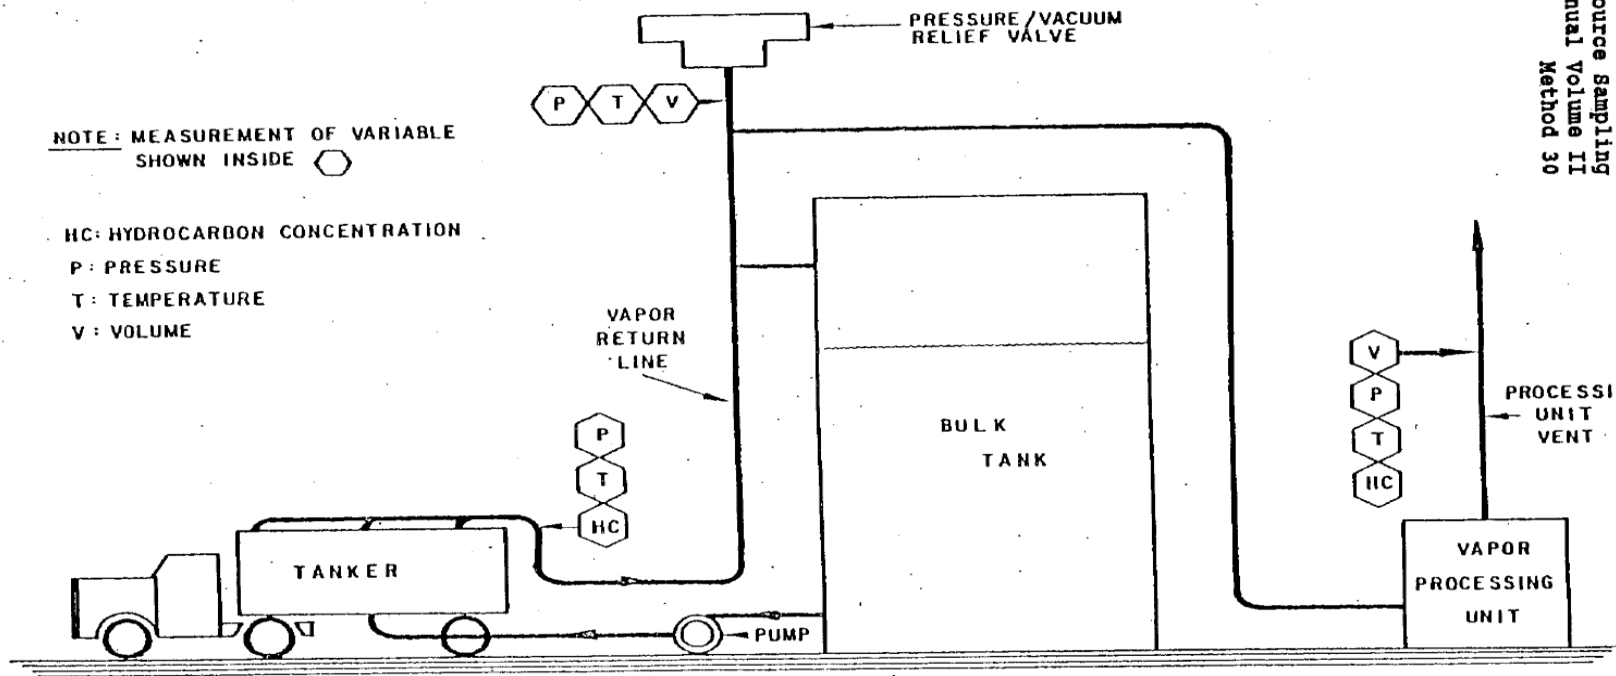 PRESSURE/VACUUM
RELIEF VALVE
ource Sampling
nual Volume II
Method 30
P T V
NOTE: MEASUREMENT OF VARIABLE
SHOWN INSIDE
HC: HYDROCARBON CONCENTRATION
P: PRESSURE
T: TEMPERATURE
V: VOLUME
VAPOR
RETURN
LINE
V
P
T
HC
PROCESSI
UNIT
VENT
P
T
HC
BULK
TANK
TANKER
PUMP
VAPOR
PROCESSING
UNIT